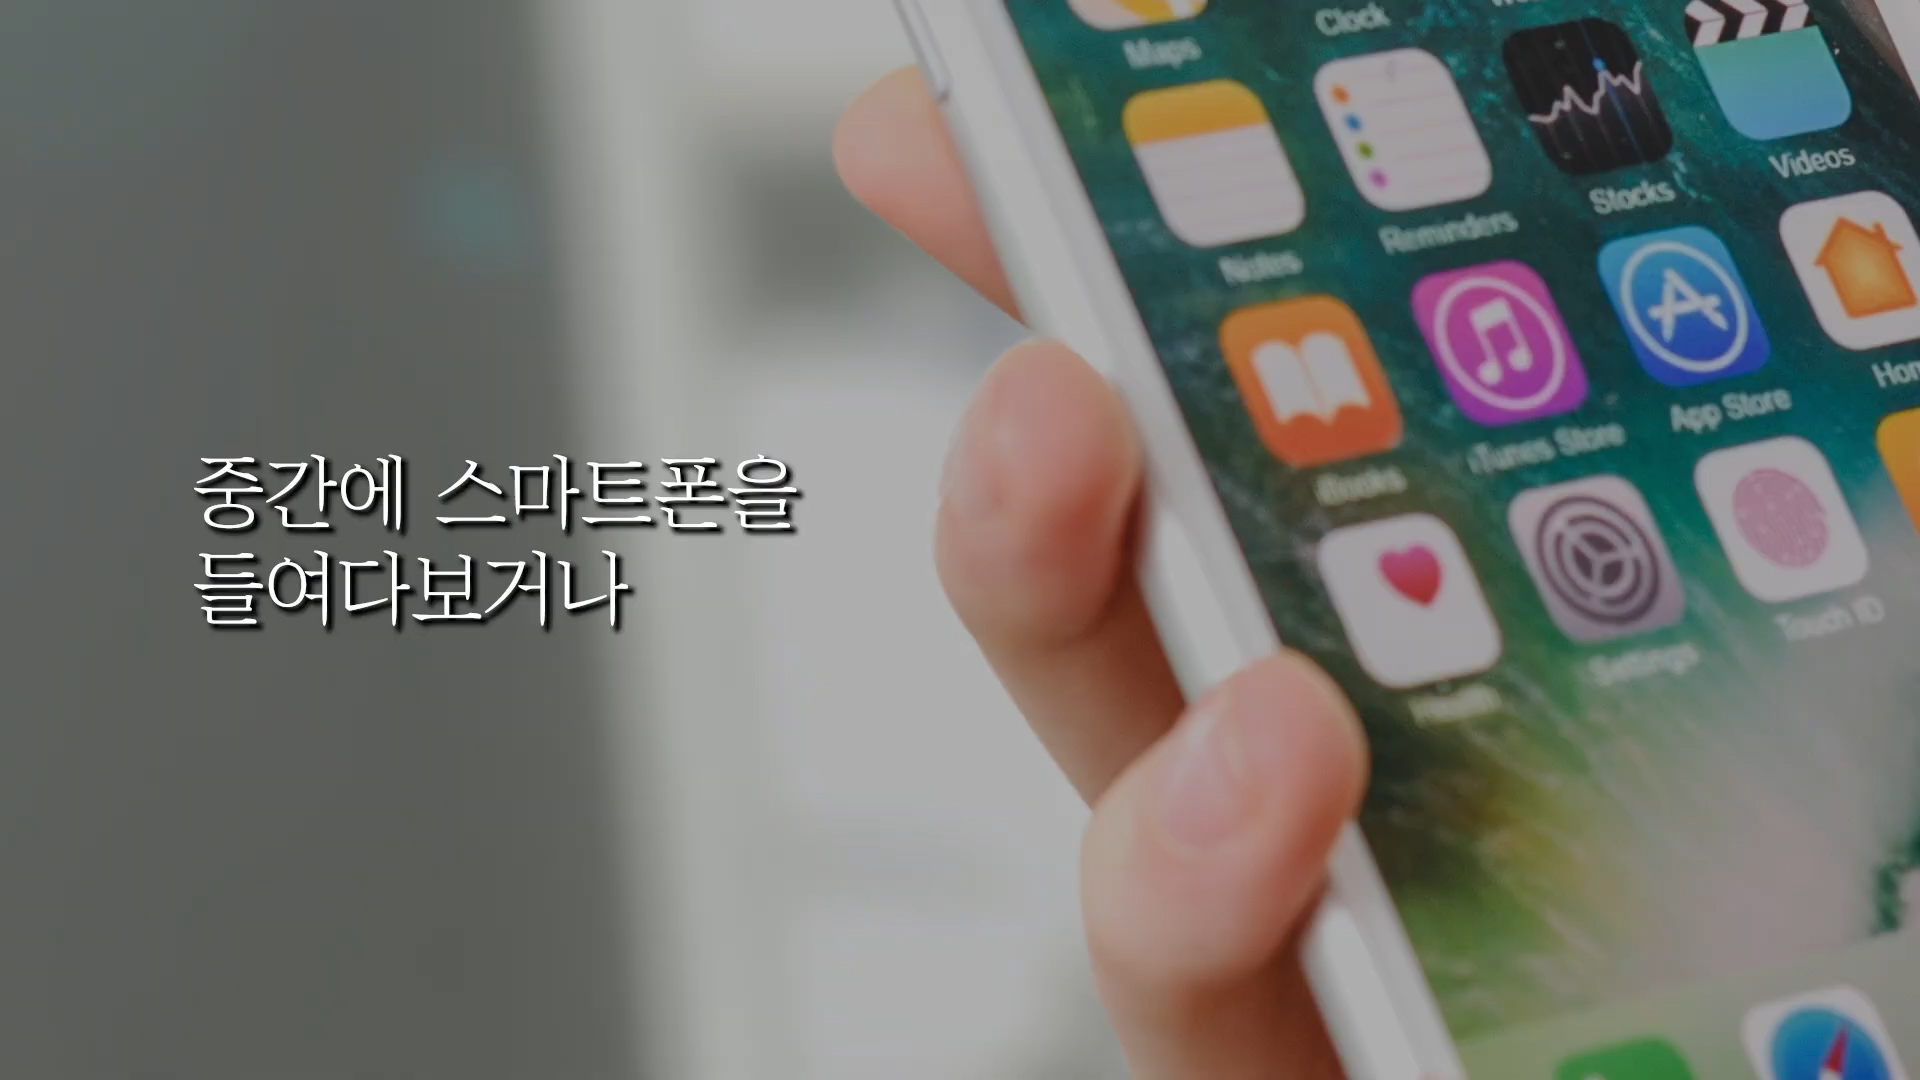 중간에 스마트폰을
들여다보거나
Maps
Clock
Notes
Reminders
Stocks
Videos
iBooks
iTunes Store
App Store
Health
Settings
Touch ID